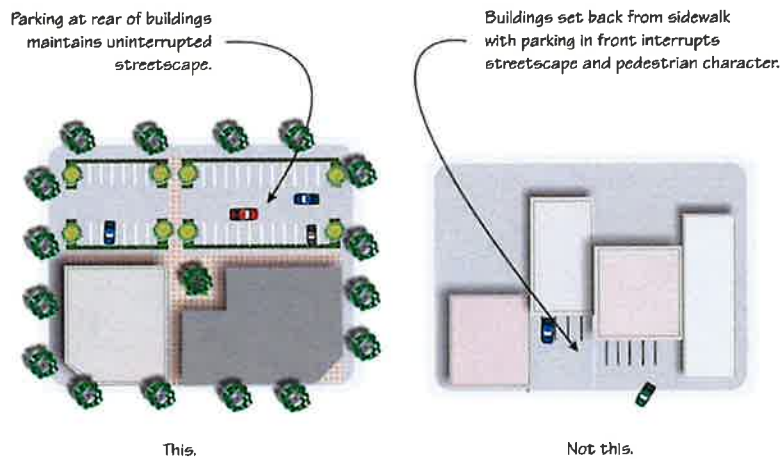 Parking at rear of buildings
maintains uninterrupted
streetscape.
Buildings set back from sidewalk
with parking in front interrupts
streetscape and pedestrian character.
This.
Not this.